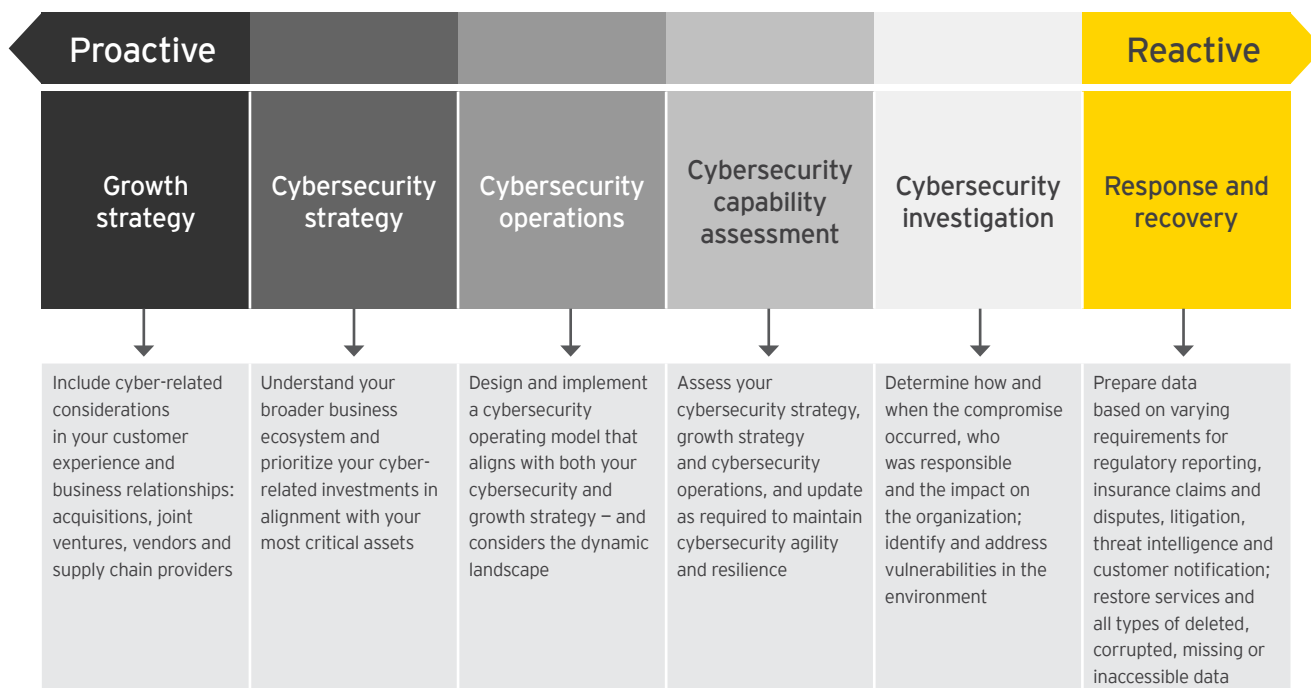 Proactive
Reactive
Growth
strategy
Cybersecurity
strategy
Cybersecurity
operations
Cybersecurity
capability
assessment
Cybersecurity
investigation
Response and
recovery
Include cyber-related
considerations
in your customer
experience and
business relationships:
acquisitions, joint
ventures, vendors and
supply chain providers
Understand your
broader business
ecosystem and
prioritize your cyber-
related investments in
alignment with your
most critical assets
Design and implement
a cybersecurity
operating model that
aligns with both your
cybersecurity and
growth strategy — and
considers the dynamic
landscape
Assess your
cybersecurity strategy,
growth strategy
and cybersecurity
operations, and update
as required to maintain
cybersecurity agility
and resilience
Determine how and
when the compromise
occurred, who
was responsible
and the impact on
the organization;
identify and address
vulnerabilities in the
environment
Prepare data
based on varying
requirements for
regulatory reporting,
insurance claims and
disputes, litigation,
threat intelligence and
customer notification;
restore services and
all types of deleted,
corrupted, missing or
inaccessible data